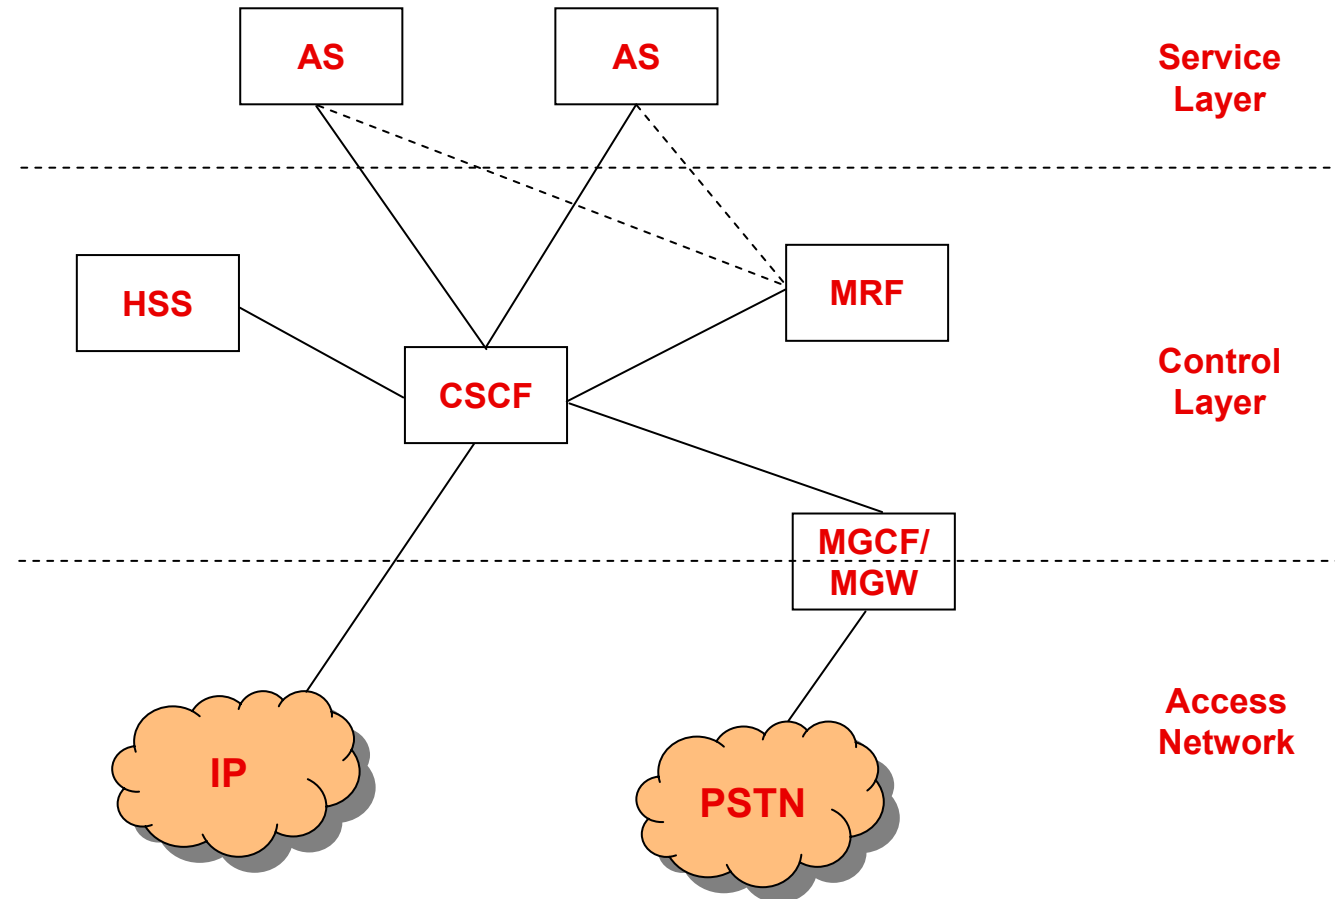 AS
AS
Service
Layer
HSS
MRF
CSCF
Control
Layer
MGCF/
MGW
Access
Network
IP
PSTN